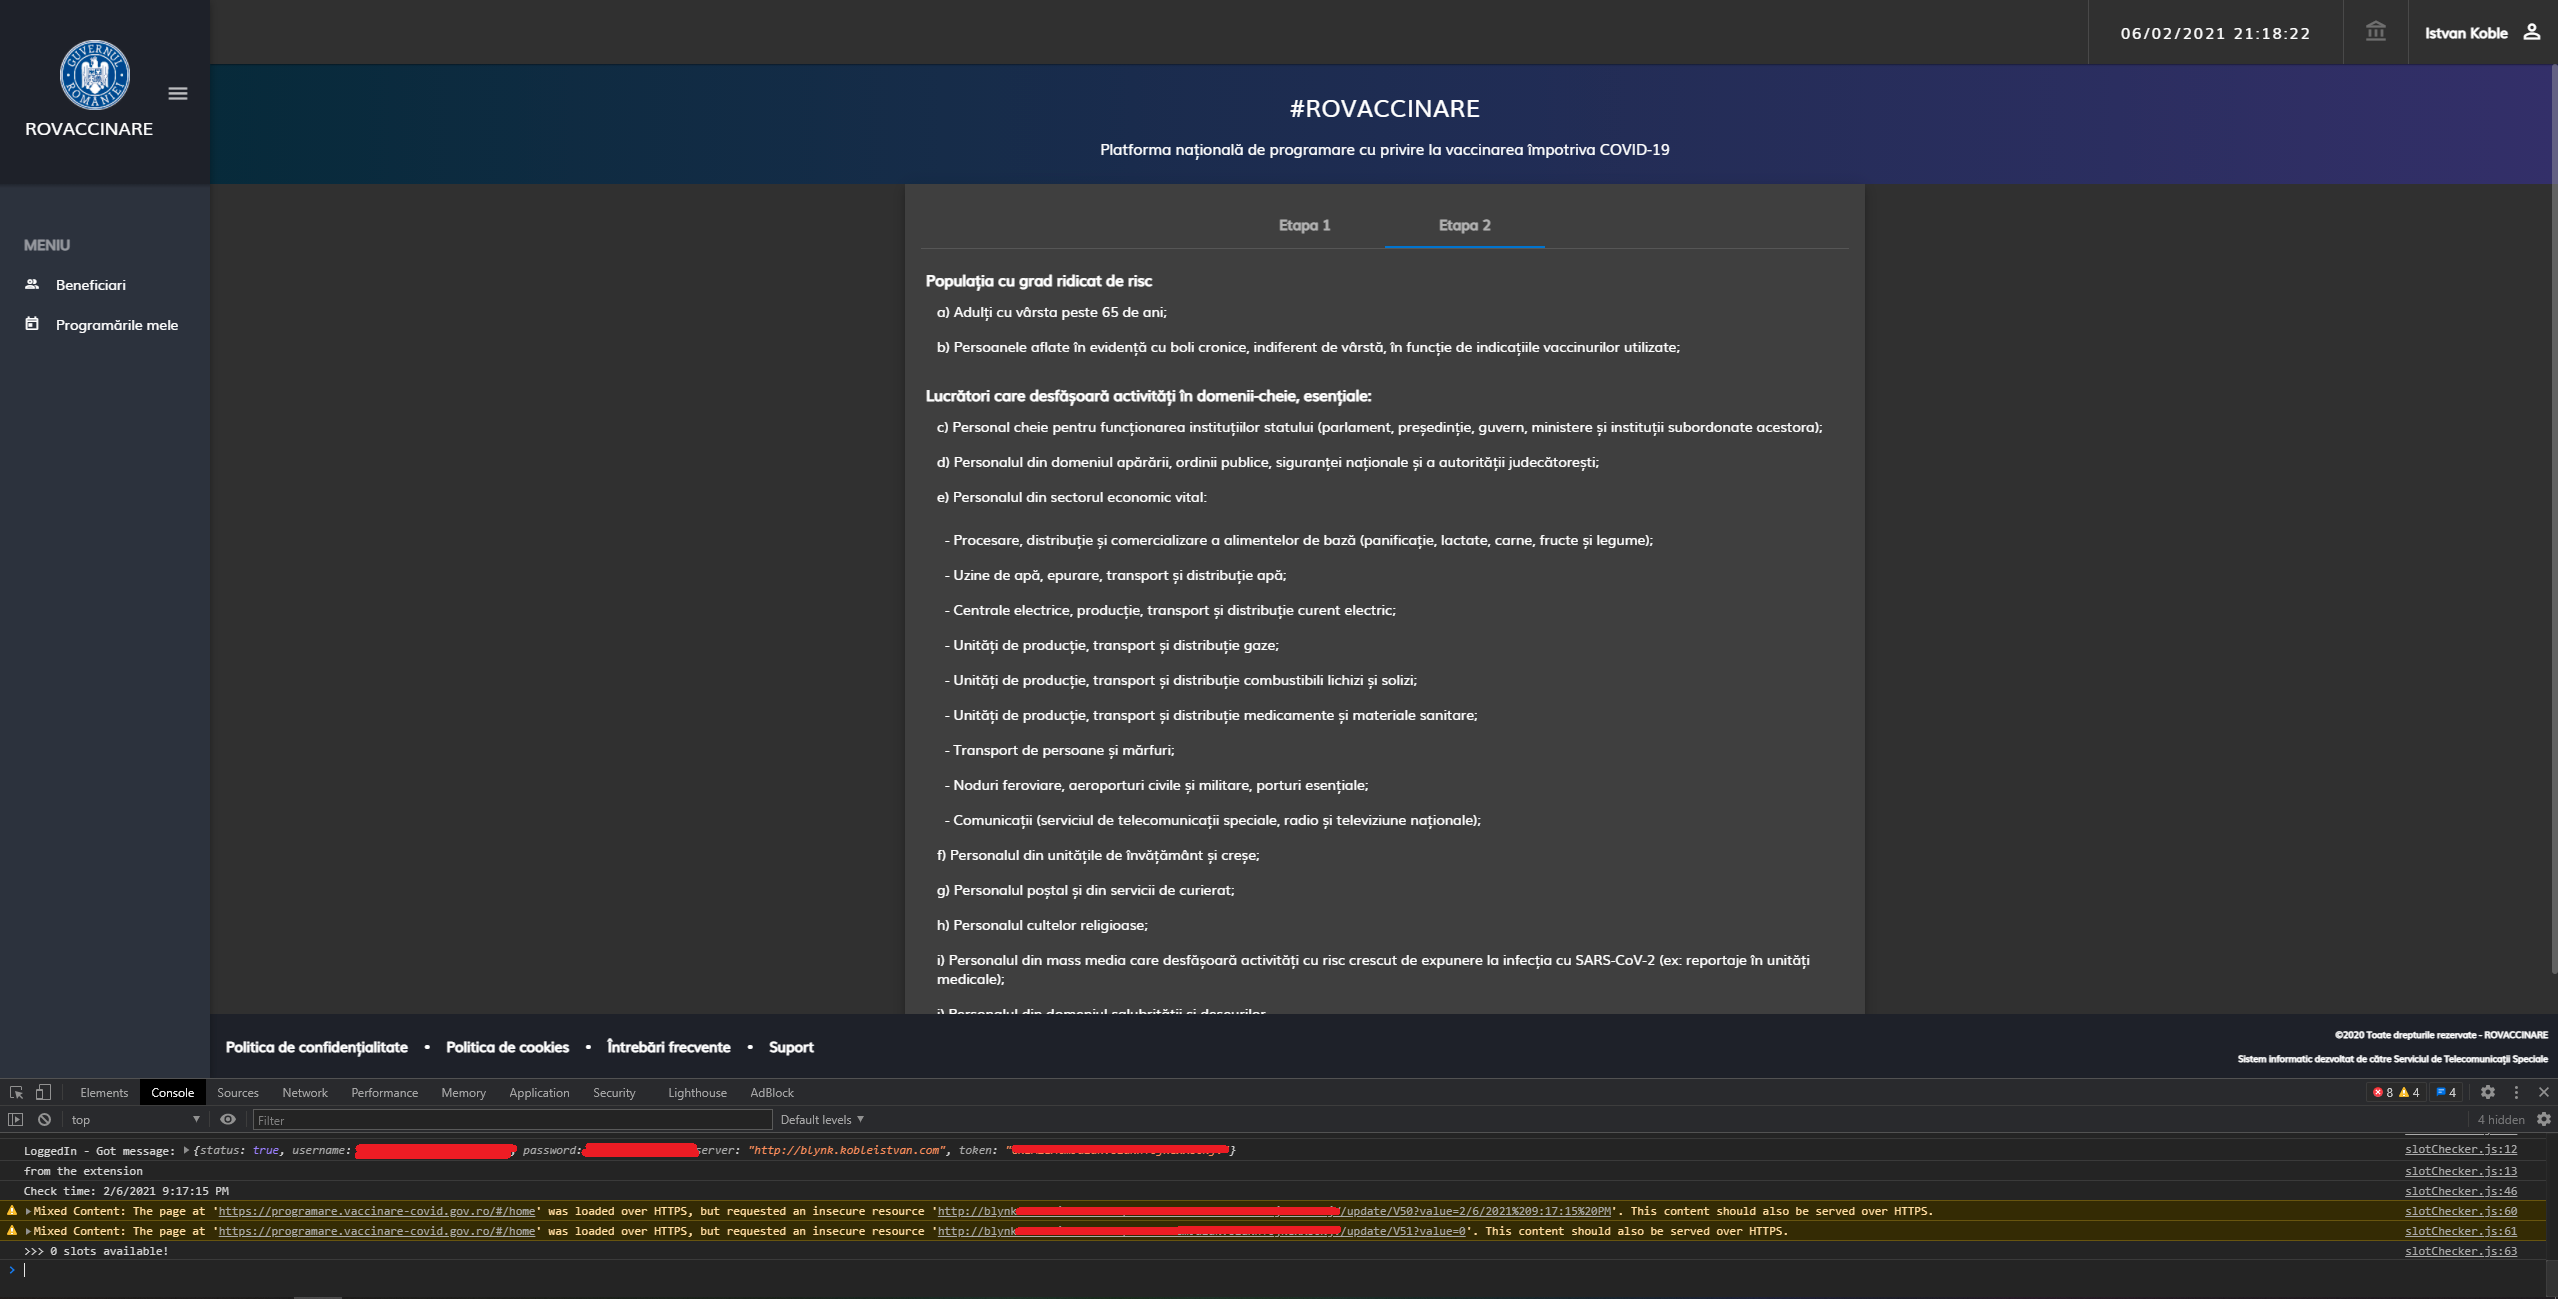 06/02/2021 21:18:22
Istvan Koble
GUVERNUL ROMÂNIEI
ROVACCINARE
#ROVACCINARE
Platforma națională de programare cu privire la vaccinarea împotriva COVID-19
MENIU
Beneficiari
Programările mele
Etapa 1 Etapa 2
Populația cu grad ridicat de risc
a) Adulți cu vârsta peste 65 de ani;
b) Persoanele aflate în evidență cu boli cronice, indiferent de vârstă, în funcție de indicațiile vaccinurilor utilizate;
Lucrători care desfășoară activități în domenii-cheie, esențiale:
c) Personal cheie pentru funcționarea instituțiilor statului (parlament, președinție, guvern, ministere și instituții subordonate acestora);
d) Personalul din domeniul apărării, ordinii publice, siguranței naționale și a autorității judecătorești;
e) Personalul din sectorul economic vital:
- Procesare, distribuție și comercializare a alimentelor de bază (panificație, lactate, carne, fructe și legume);
- Uzine de apă, epurare, transport și distribuție apă;
- Centrale electrice, producție, transport și distribuție curent electric;
- Unități de producție, transport și distribuție gaze;
- Unități de producție, transport și distribuție combustibili lichizi și solizi;
- Unități de producție, transport și distribuție medicamente și materiale sanitare;
- Transport de persoane și mărfuri;
- Noduri feroviare, aeroporturi civile și militare, porturi esențiale;
- Comunicații (serviciul de telecomunicații speciale, radio și televiziune naționale);
f) Personalul din unitățile de învățământ și creșe;
g) Personalul poștal și din servicii de curierat;
h) Personalul cultelor religioase;
i) Personalul din mass media care desfășoară activități cu risc crescut de expunere la infecția cu SARS-CoV-2 (ex: reportaje în unități
medicale);
j) Personalul din domeniul salubrității și deșeurilor
Politica de confidențialitate • Politica de cookies • Întrebări frecvente • Suport
©2020 Toate drepturile rezervate - ROVACCINARE
Sistem informatic dezvoltat de către Serviciul de Telecomunicații Speciale
Elements Console Sources Network Performance Memory Application Security Lighthouse AdBlock 8 4 4
top Filter Default levels 4 hidden
LoggedIn - Got message: {status: true, username: , password: erver: "http://blynk.kobleistvan.com", token: " "} slotChecker.js:12
from the extension slotChecker.js:13
Check time: 2/6/2021 9:17:15 PM slotChecker.js:46
Mixed Content: The page at 'https://programare.vaccinare-covid.gov.ro/#/home' was loaded over HTTPS, but requested an insecure resource 'http://blynk /update/V50?value=2/6/2021%209:17:15%20PM'. This content should also be served over HTTPS. slotChecker.js:60
Mixed Content: The page at 'https://programare.vaccinare-covid.gov.ro/#/home' was loaded over HTTPS, but requested an insecure resource 'http://blynk /update/V51?value=0'. This content should also be served over HTTPS. slotChecker.js:61
>>> 0 slots available! slotChecker.js:63
>